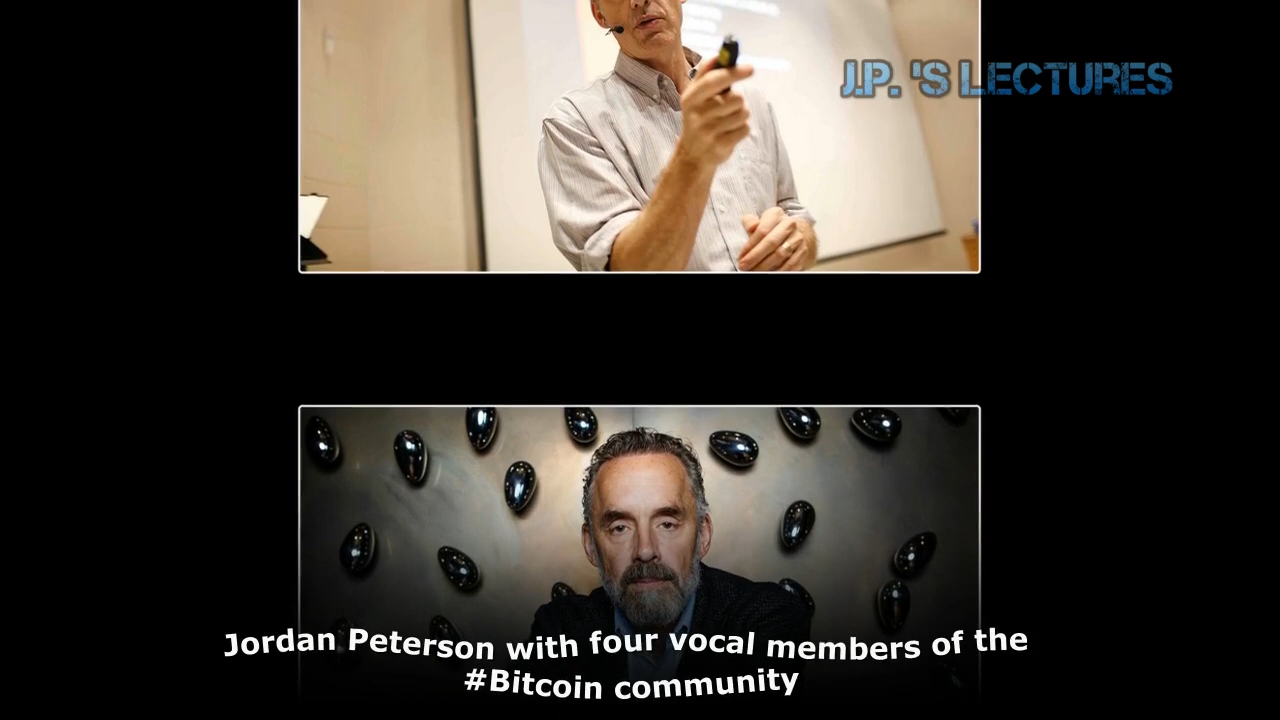 J.P. 'S LECTURES
Jordan Peterson with four vocal members of the
#Bitcoin community